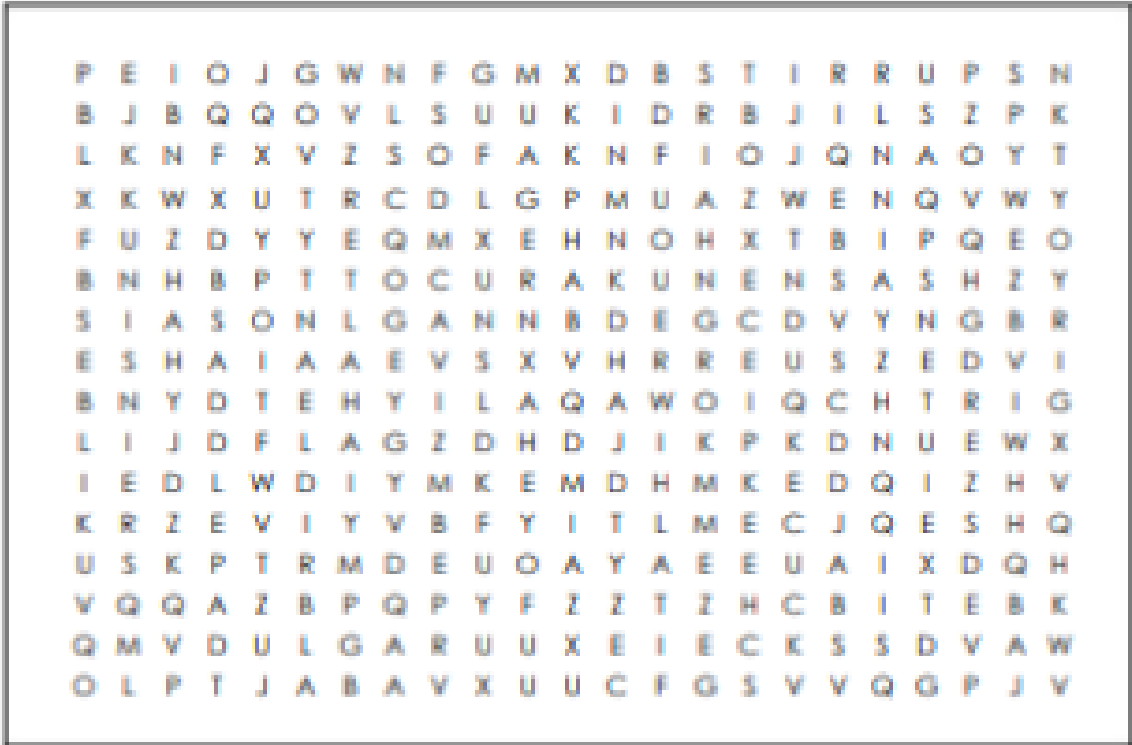 P E I O J G W N F G M X D B S T I R R U P S N
B J B Q Q O V L S U U K I D R B J I L S Z P K
L K N F X V Z S O F A K N F I O J Q N A O Y T
X K W X U T R C D L G P M U A Z W E N Q V W Y
F U Z D Y Y E Q M X E H N O H X T B I P Q E O
B N H B P T T O C U R A K U N E N S A S H Z Y
S I A S O N L G A N N B D E G C D V Y N G B R
E S H A I A A E V S X V H R R E U S Z E D V I
B N Y D T E H Y I L A Q A W O I Q C H T R I G
L I J D F L A G Z D H D J I K P K D N U E W X
I E D L W D I Y M K E M D H M K E D Q I Z H V
K R Z E V I Y V B F Y I T L M E C J Q E S H Q
U S K P T R M D E U O A Y A E E U A I X D Q H
V Q Q A Z B P Q P Y F Z Z T Z H C B I T E B K
Q M V D U L G A R U U X E I E C K S S D V A W
O L P T J A B A V X U U C F G S V V Q G P J V